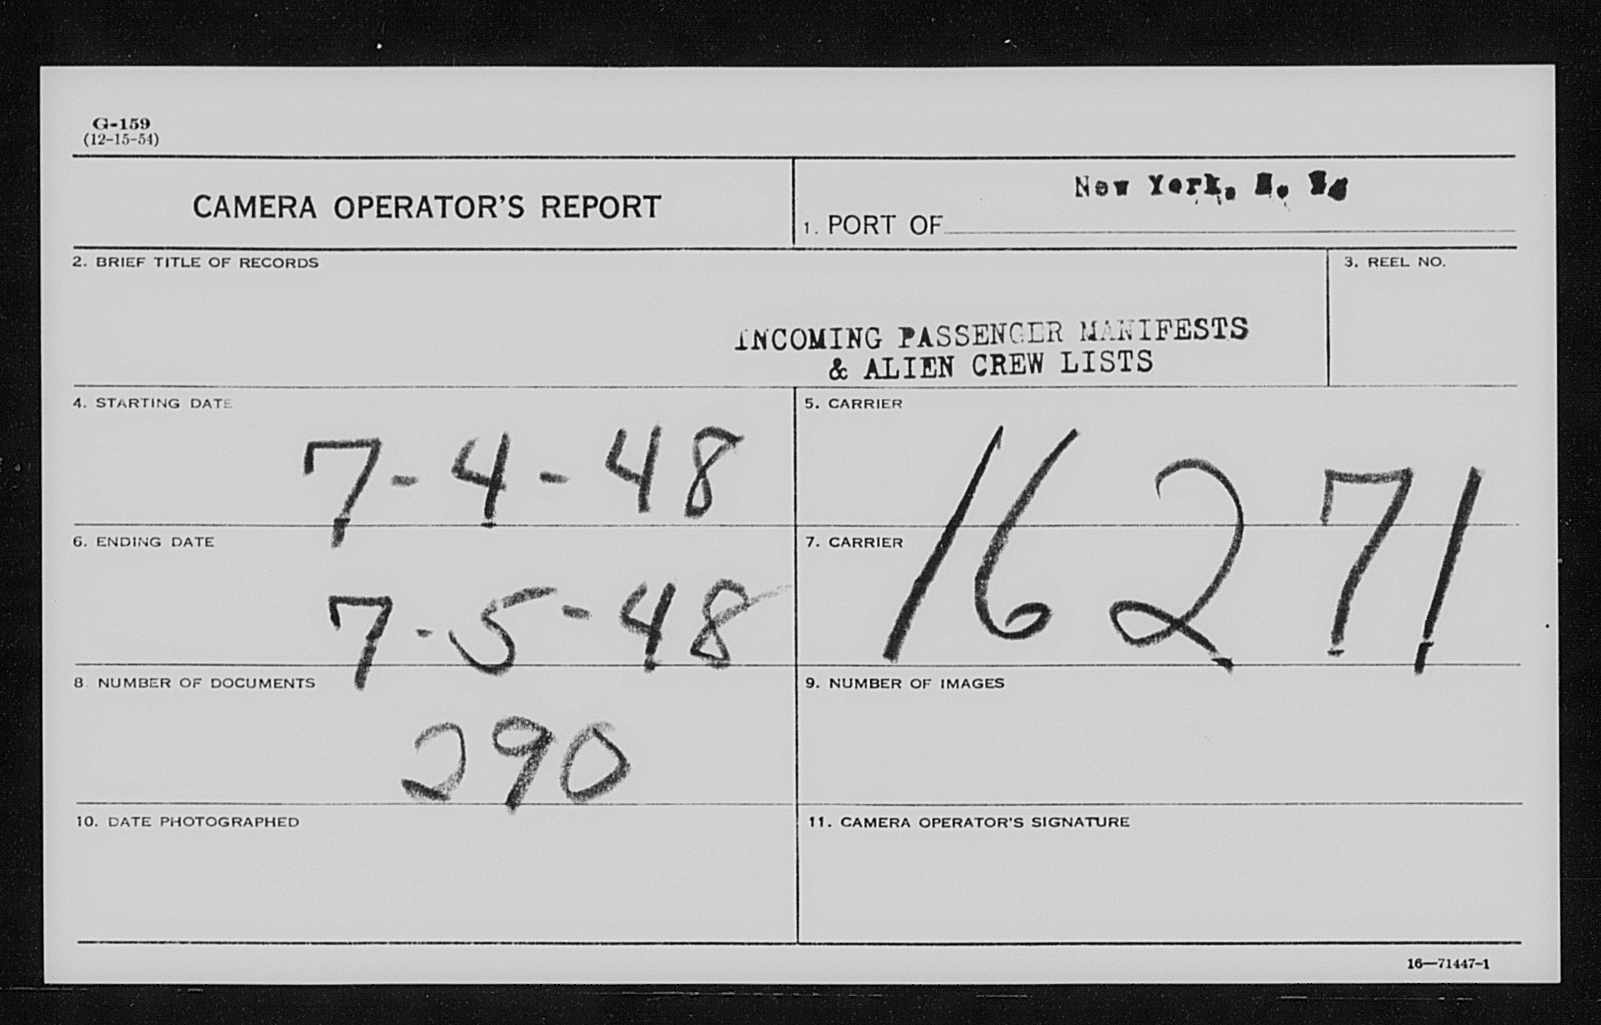 G-159
(12-15-54)
CAMERA OPERATOR'S REPORT
New York, N. Y.
1. PORT OF
2. BRIEF TITLE OF RECORDS
3. REEL NO.
INCOMING PASSENGER MANIFESTS
& ALIEN CREW LISTS
4. STARTING DATE
7-4-48
5. CARRIER
16271
6. ENDING DATE
7-5-48
7. CARRIER
8. NUMBER OF DOCUMENTS
290
9. NUMBER OF IMAGES
10. DATE PHOTOGRAPHED
11. CAMERA OPERATOR'S SIGNATURE
16—71447-1